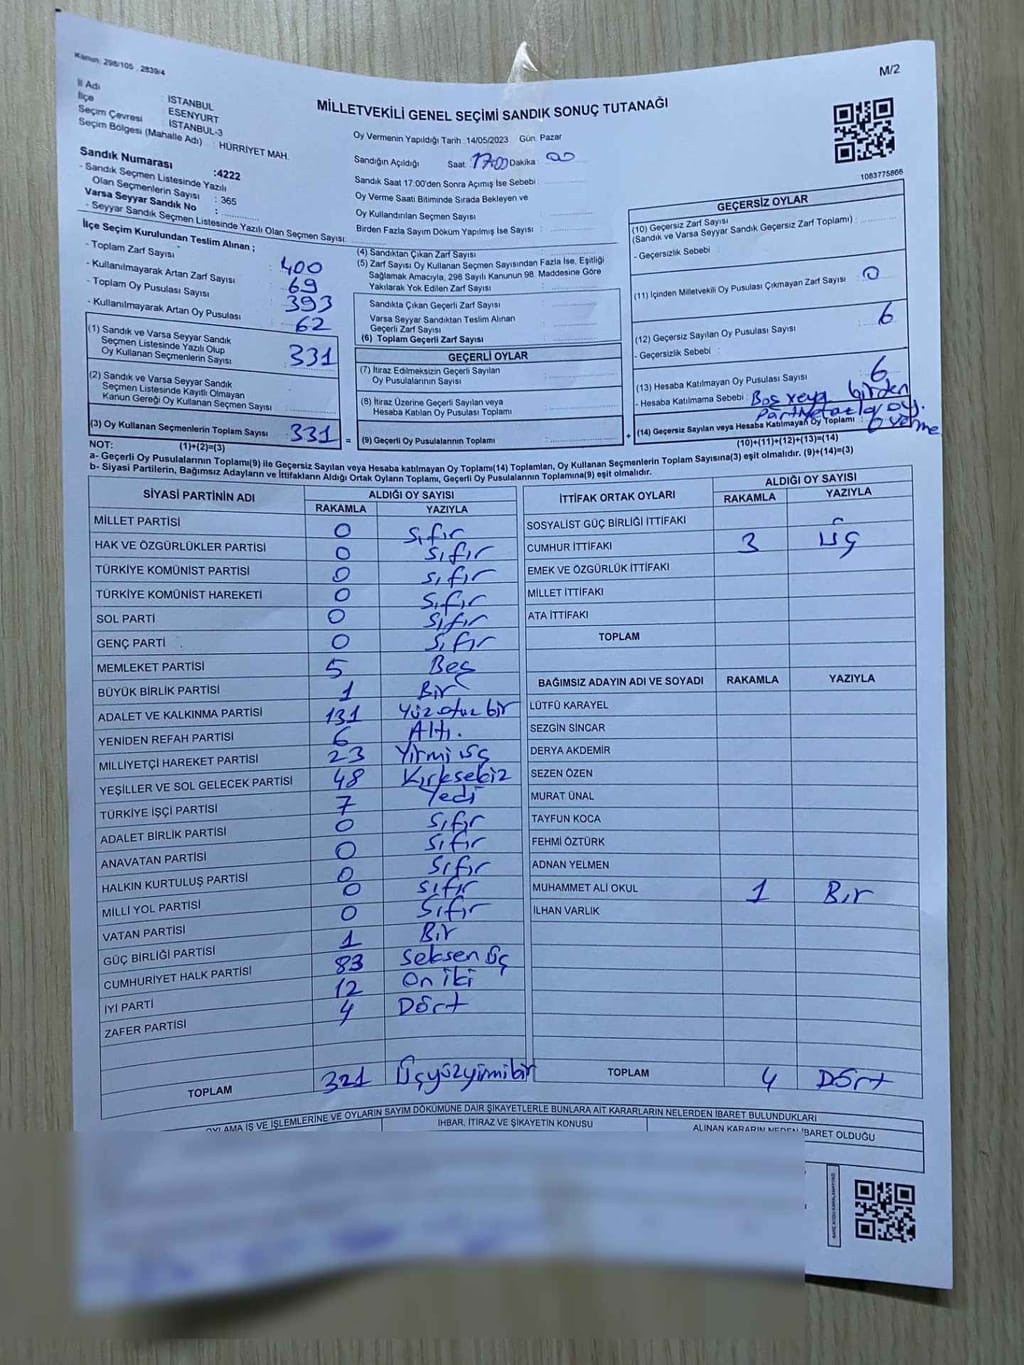 Kanun: 298/105 , 2839/4
M/2
İl Adı : İSTANBUL
İlçe : ESENYURT
Seçim Çevresi : İSTANBUL-3
Seçim Bölgesi (Mahalle Adı) : HÜRRİYET MAH.
MİLLETVEKİLİ GENEL SEÇİMİ SANDIK SONUÇ TUTANAĞI
Oy Vermenin Yapıldığı Tarih :14/05/2023 Gün: Pazar
Sandığın Açıldığı Saat: 17:00 Dakika 00
Sandık Saat 17:00'den Sonra Açımış İse Sebebi :
Oy Verme Saati Bitiminde Sırada Bekleyen ve
Oy Kullandırılan Seçmen Sayısı :
Birden Fazla Sayım Döküm Yapılmış İse Sayısı :
1083775866
Sandık Numarası :4222
- Sandık Seçmen Listesinde Yazılı
Olan Seçmenlerin Sayısı : 365
Varsa Seyyar Sandık No :
- Seyyar Sandık Seçmen Listesinde Yazılı Olan Seçmen Sayısı:
İlçe Seçim Kurulundan Teslim Alınan ;
- Toplam Zarf Sayısı : 400
- Kullanılmayarak Artan Zarf Sayısı : 69
- Toplam Oy Pusulası Sayısı : 393
- Kullanılmayarak Artan Oy Pusulası : 62
(1) Sandık ve Varsa Seyyar Sandık
Seçmen Listesinde Yazılı Olup
Oy Kullanan Seçmenlerin Sayısı : 331
(2) Sandık ve Varsa Seyyar Sandık
Seçmen Listesinde Kayıtlı Olmayan
Kanun Gereği Oy Kullanan Seçmen Sayısı :
(3) Oy Kullanan Seçmenlerin Toplam Sayısı : 331 =
(4) Sandıktan Çıkan Zarf Sayısı :
(5) Zarf Sayısı Oy Kullanan Seçmen Sayısından Fazla İse, Eşitliği
Sağlamak Amacıyla, 298 Sayılı Kanunun 98. Maddesine Göre
Yakılarak Yok Edilen Zarf Sayısı :
Sandıkta Çıkan Geçerli Zarf Sayısı :
Varsa Seyyar Sandıktan Teslim Alınan
Geçerli Zarf Sayısı :
(6) Toplam Geçerli Zarf Sayısı :
GEÇERLİ OYLAR
(7) İtiraz Edilmeksizin Geçerli Sayılan
Oy Pusulalarının Sayısı :
(8) İtiraz Üzerine Geçerli Sayılan veya
Hesaba Katılan Oy Pusulası Toplamı :
(9) Geçerli Oy Pusulalarının Toplamı : +
GEÇERSİZ OYLAR
(10) Geçersiz Zarf Sayısı
(Sandık ve Varsa Seyyar Sandık Geçersiz Zarf Toplamı) :
- Geçersizlik Sebebi :
(11) İçinden Milletvekili Oy Pusulası Çıkmayan Zarf Sayısı : 0
(12) Geçersiz Sayılan Oy Pusulası Sayısı : 6
- Geçersizlik Sebebi :
(13) Hesaba Katılmayan Oy Pusulası Sayısı : 6
- Hesaba Katılmama Sebebi : Boş veya birden
oy.
(14) Geçersiz Sayılan veya Hesaba Katılmayan Oy Toplamı : verme
NOT: (1)+(2)=(3) (10)+(11)+(12)+(13)=(14)
a- Geçerli Oy Pusulalarının Toplamı(9) ile Geçersiz Sayılan veya Hesaba katılmayan Oy Toplamı(14) Toplamları, Oy Kullanan Seçmenlerin Toplam Sayısına(3) eşit olmalıdır. (9)+(14)=(3)
b- Siyasi Partilerin, Bağımsız Adayların ve İttifakların Aldığı Ortak Oyların Toplamı, Geçerli Oy Pusulalarının Toplamına(9) eşit olmalıdır.
SİYASİ PARTİNİN ADI ALDIĞI OY SAYISI
RAKAMLA YAZIYLA
MİLLET PARTİSİ 0 Sıfır
HAK VE ÖZGÜRLÜKLER PARTİSİ 0 Sıfır
TÜRKİYE KOMÜNİST PARTİSİ 0 Sıfır
TÜRKİYE KOMÜNİST HAREKETİ 0 Sıfır
SOL PARTİ 0 Sıfır
GENÇ PARTİ 0 Sıfır
MEMLEKET PARTİSİ 5 Beş
BÜYÜK BİRLİK PARTİSİ 1 Bir
ADALET VE KALKINMA PARTİSİ 131 Yüzotuzbir
YENİDEN REFAH PARTİSİ 6 Altı.
MİLLİYETÇİ HAREKET PARTİSİ 23 Yirmiüç
YEŞİLLER VE SOL GELECEK PARTİSİ 48 Kırksekiz
TÜRKİYE İŞÇİ PARTİSİ 7 Yedi
ADALET BİRLİK PARTİSİ 0 Sıfır
ANAVATAN PARTİSİ 0 Sıfır
HALKIN KURTULUŞ PARTİSİ 0 Sıfır
MİLLİ YOL PARTİSİ 0 Sıfır
VATAN PARTİSİ 0 Sıfır
GÜÇ BİRLİĞİ PARTİSİ 1 Bir
CUMHURİYET HALK PARTİSİ 83 Seksen üç
İYİ PARTİ 12 On iki
ZAFER PARTİSİ 4 Dört
TOPLAM 321 Üçyüzyirmibir
İTTİFAK ORTAK OYLARI ALDIĞI OY SAYISI
RAKAMLA YAZIYLA
SOSYALİST GÜÇ BİRLİĞİ İTTİFAKI
CUMHUR İTTİFAKI 3 üç
EMEK VE ÖZGÜRLÜK İTTİFAKI
MİLLET İTTİFAKI
ATA İTTİFAKI
TOPLAM
BAĞIMSIZ ADAYIN ADI VE SOYADI RAKAMLA YAZIYLA
LÜTFÜ KARAYEL
SEZGİN SİNCAR
DERYA AKDEMİR
SEZEN ÖZEN
MURAT ÜNAL
TAYFUN KOCA
FEHMİ ÖZTÜRK
ADNAN YELMEN
MUHAMMET ALİ OKUL 1 Bir
İLHAN VARLIK
TOPLAM 4 Dört
OYLAMA İŞ VE İŞLEMLERİNE VE OYLARIN SAYIM DÖKÜMÜNE DAİR ŞİKAYETLERLE BUNLARA AİT KARARLARIN NELERDEN İBARET BULUNDUKLARI
İHBAR, İTİRAZ VE ŞİKAYETİN KONUSU
ALINAN KARARIN NEDEN İBARET OLDUĞU